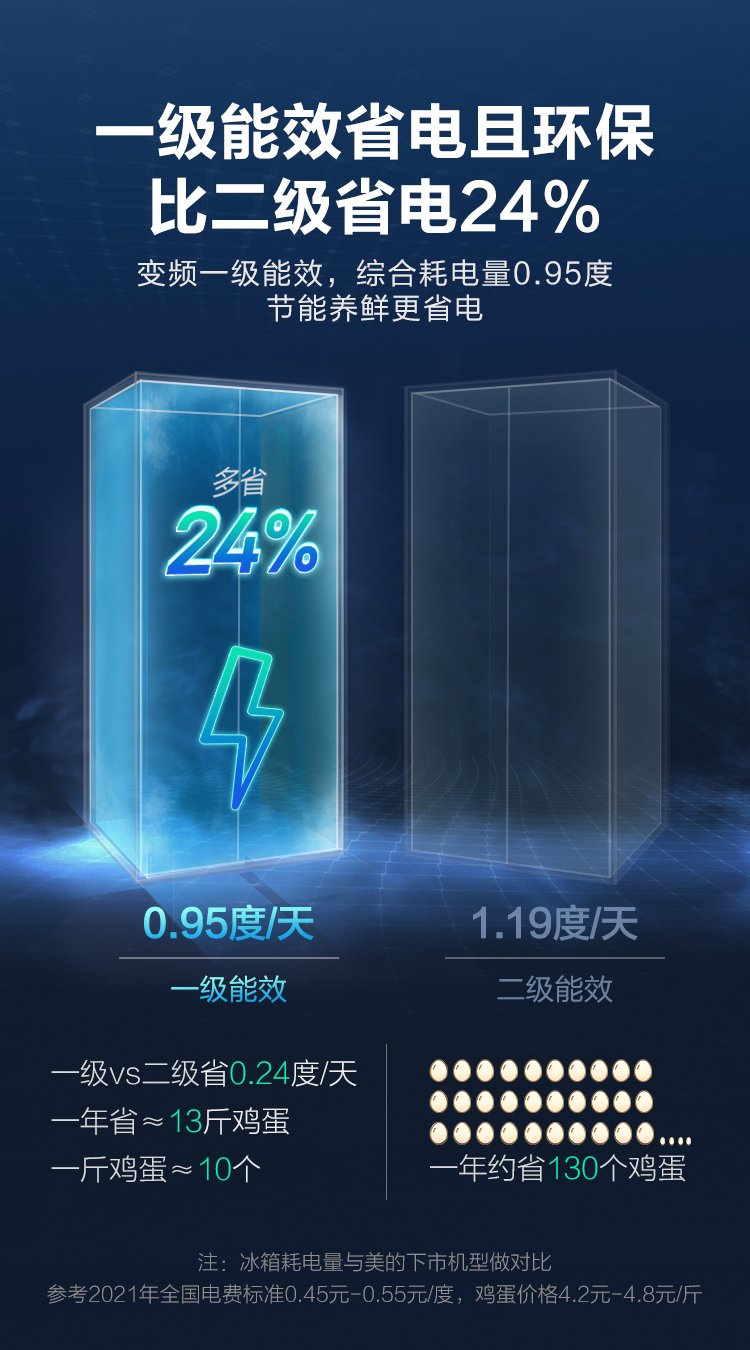 一级能效省电且环保
比二级省电24%
变频一级能效，综合耗电量0.95度
节能养鲜更省电
多省
24%
0.95度/天
1.19度/天
一级能效
二级能效
一级vs二级省0.24度/天
一年省≈13斤鸡蛋
一斤鸡蛋≈10个
一年约省130个鸡蛋
注：冰箱耗电量与美的下市机型做对比
参考2021年全国电费标准0.45元-0.55元/度，鸡蛋价格4.2元-4.8元/斤